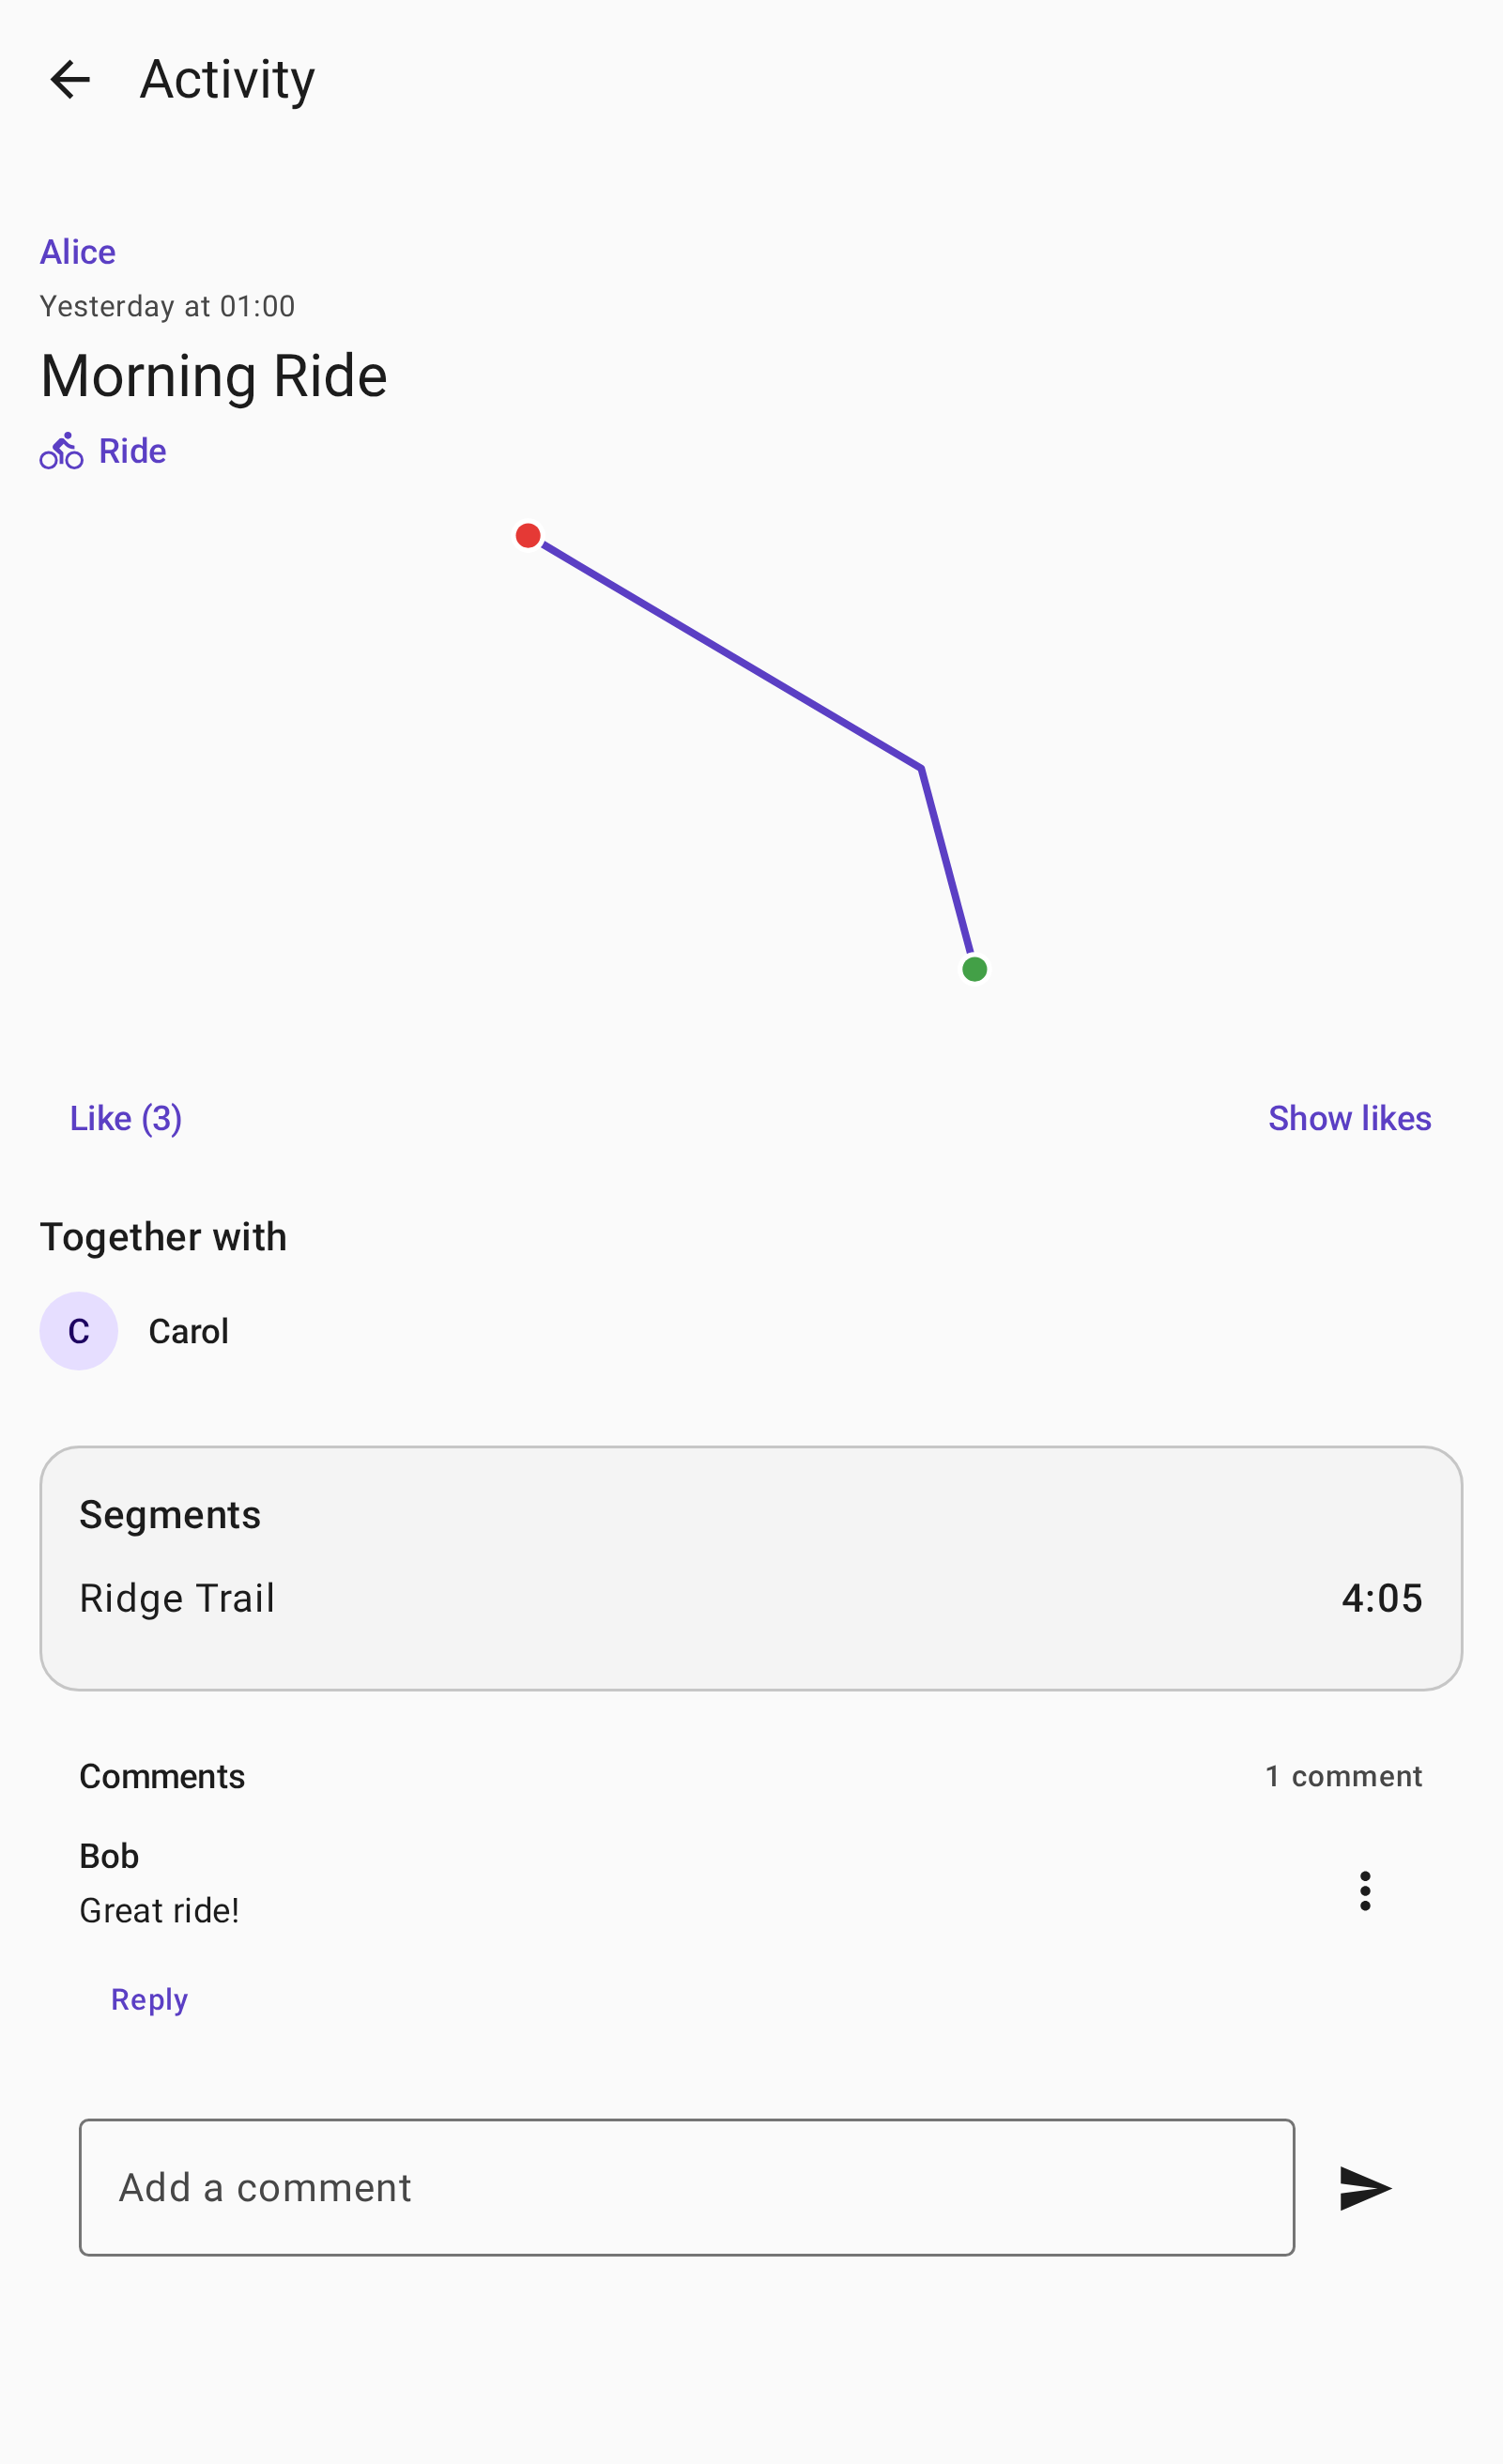 Activity
Alice
Yesterday at 01:00
Morning Ride
Ride
Like (3)
Show likes
Together with
C
Carol
Segments
Ridge Trail
4:05
Comments
1 comment
Bob
Great ride!
Reply
Add a comment